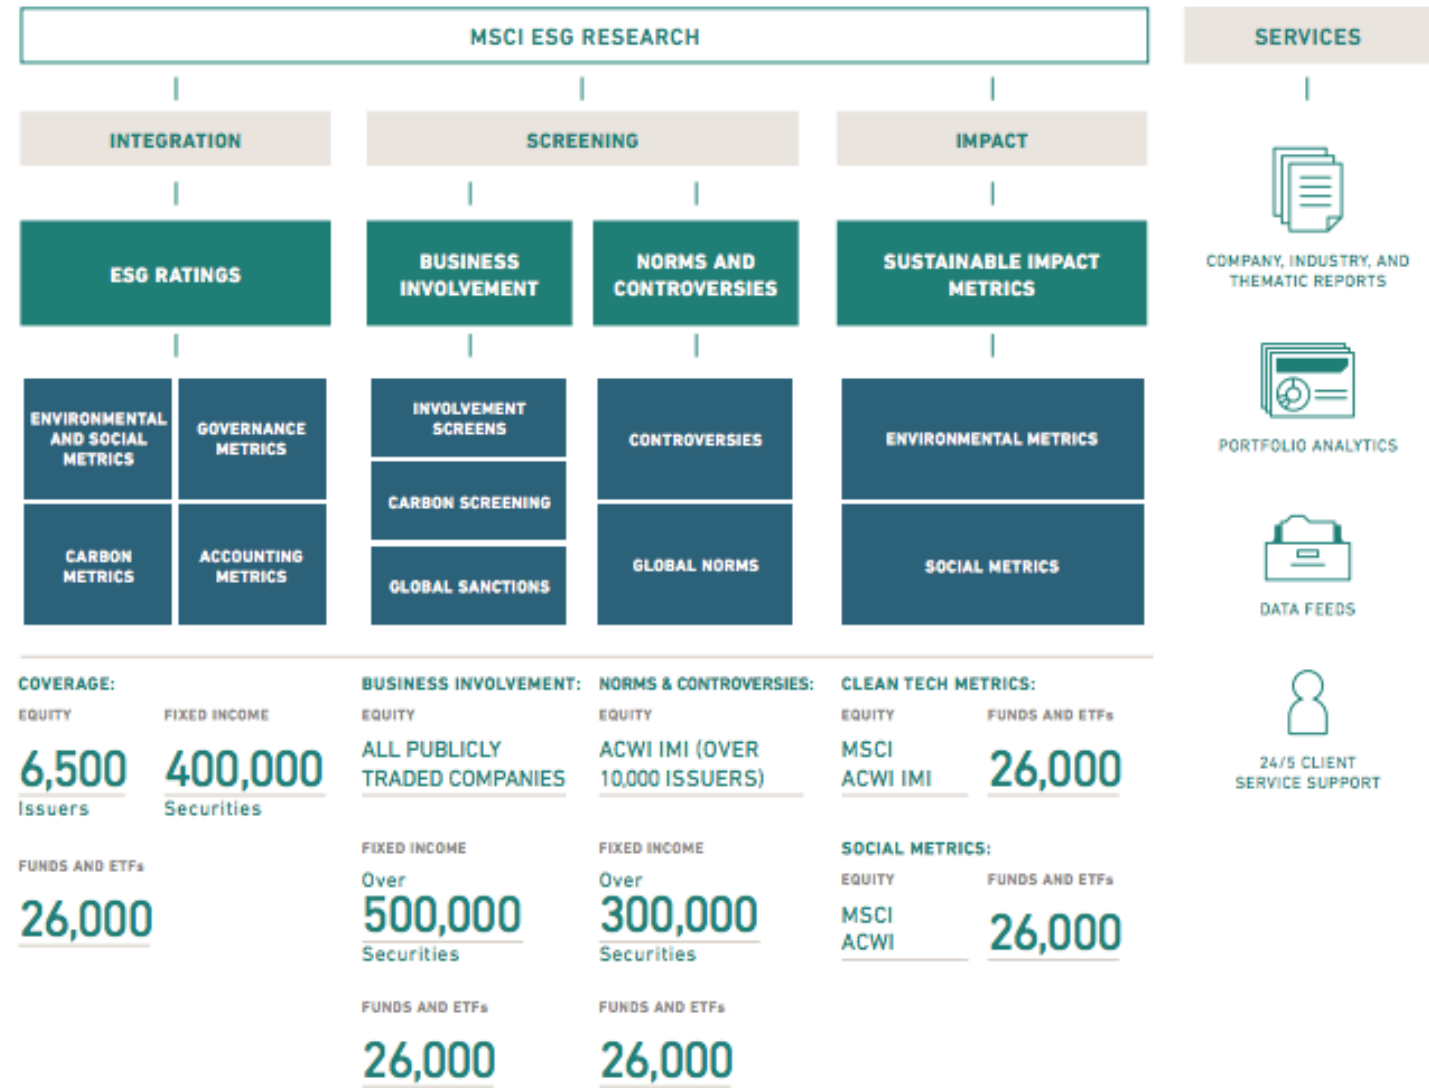 MSCI ESG RESEARCH
SERVICES
INTEGRATION
SCREENING
IMPACT
ESG RATINGS
BUSINESS
INVOLVEMENT
NORMS AND
CONTROVERSIES
SUSTAINABLE IMPACT
METRICS
ENVIRONMENTAL
AND SOCIAL
METRICS
GOVERNANCE
METRICS
CARBON
METRICS
ACCOUNTING
METRICS
INVOLVEMENT
SCREENS
CARBON SCREENING
GLOBAL SANCTIONS
CONTROVERSIES
GLOBAL NORMS
ENVIRONMENTAL METRICS
SOCIAL METRICS
COMPANY, INDUSTRY, AND
THEMATIC REPORTS
PORTFOLIO ANALYTICS
DATA FEEDS
24/5 CLIENT
SERVICE SUPPORT
COVERAGE:
EQUITY
6,500
Issuers
FIXED INCOME
400,000
Securities
FUNDS AND ETFs
26,000
BUSINESS INVOLVEMENT:
EQUITY
ALL PUBLICLY
TRADED COMPANIES
FIXED INCOME
Over
500,000
Securities
FUNDS AND ETFs
26,000
NORMS & CONTROVERSIES:
EQUITY
ACWI IMI (OVER
10,000 ISSUERS)
FIXED INCOME
Over
300,000
Securities
FUNDS AND ETFs
26,000
CLEAN TECH METRICS:
EQUITY
MSCI
ACWI IMI
FUNDS AND ETFs
26,000
SOCIAL METRICS:
EQUITY
MSCI
ACWI
FUNDS AND ETFs
26,000